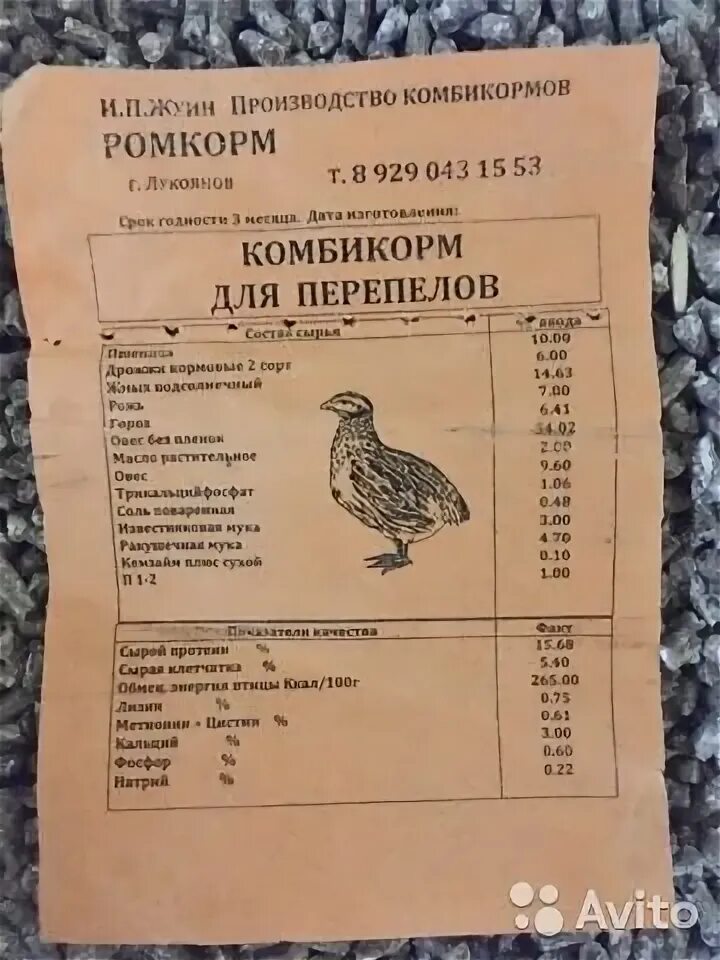 И.П.Жуин Производство комбикормов
РОМКОРМ
г. Лукоянов т. 8 929 043 15 53
Срок годности 3 месяца. Дата изготовления:
КОМБИКОРМ
ДЛЯ ПЕРЕПЕЛОВ
Состав сырья % ввода
Пшеница 10.00
Дрожжи кормовые 2 сорт 6.00
Жмых подсолнечный 14.63
Рожь 7.00
Горох 6.41
Овес без пленок 34.02
Масло растительное 2.00
Овес 9.60
Трикальцийфосфат 1.06
Соль поваренная 0.48
Известняковая мука 3.00
Ракушечная мука 4.70
Кемзайм плюс сухой 0.10
П 1-2 1.00
Показатели качества Факт
Сырой протеин % 15.68
Сырая клетчатка % 5.40
Обмен. энергия птицы Ккал/100г 265.00
Лизин % 0.75
Метионин + Цистин % 0.61
Кальций % 3.00
Фосфор % 0.60
Натрий % 0.22
Avito